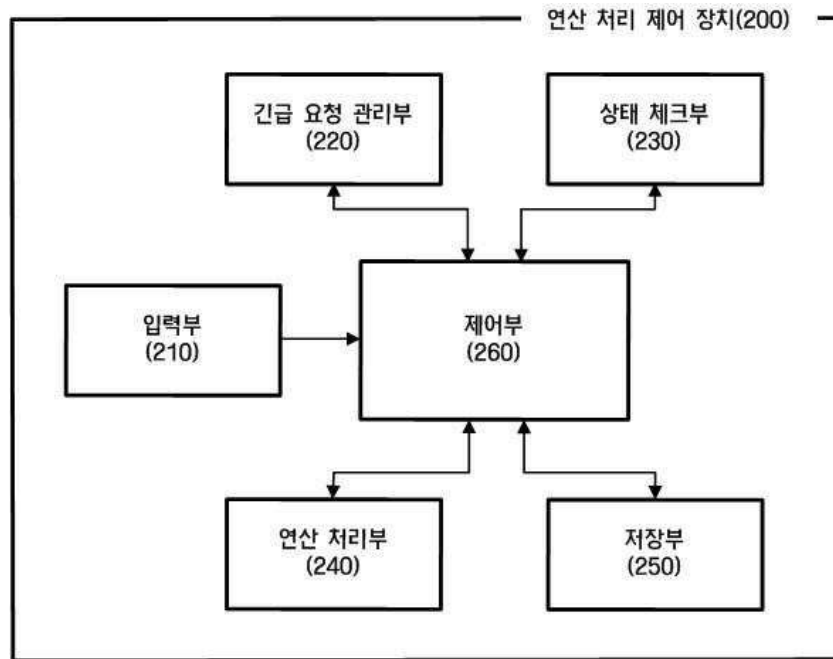 연산 처리 제어 장치(200)
긴급 요청 관리부
(220)
상태 체크부
(230)
입력부
(210)
제어부
(260)
연산 처리부
(240)
저장부
(250)